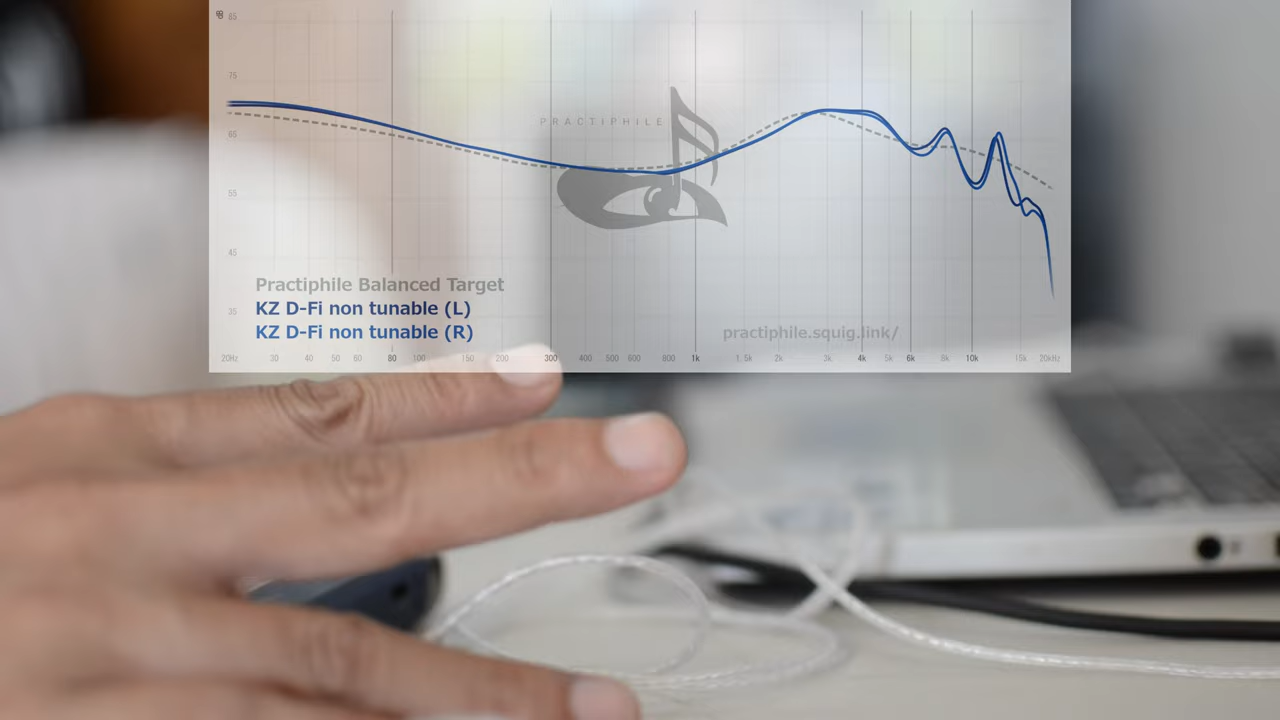 dB
85
75
65
55
45
35
PRACTIPHILE
Practiphile Balanced Target
KZ D-Fi non tunable (L)
KZ D-Fi non tunable (R)
practiphile.squig.link/
20Hz 30 40 50 60 80 100 150 200 300 400 500 600 800 1k 1.5k 2k 3k 4k 5k 6k 8k 10k 15k 20kHz